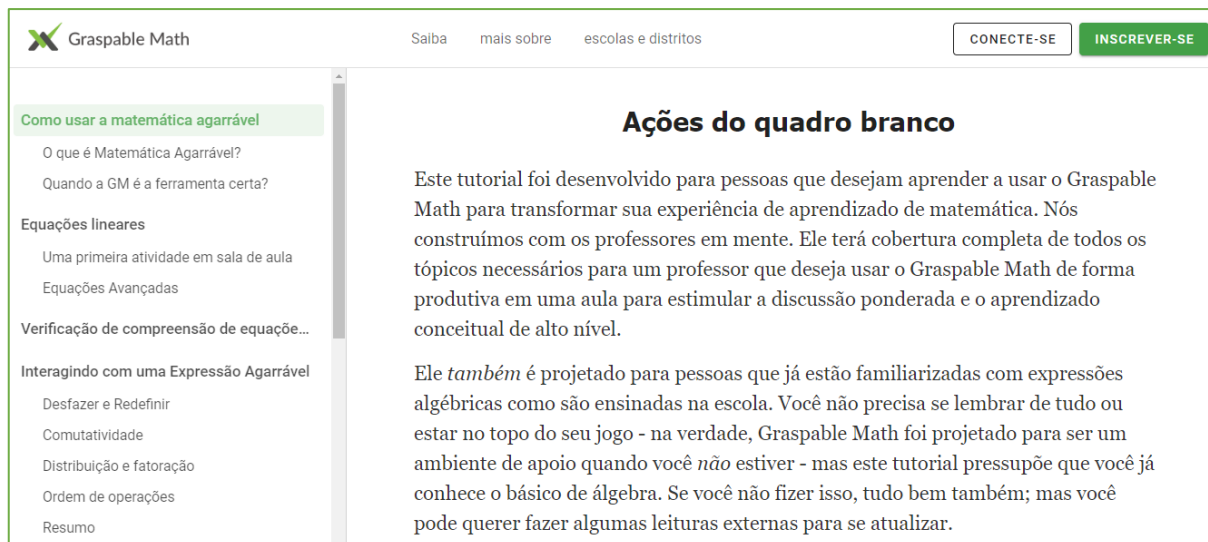 Graspable Math
Saiba mais sobre escolas e distritos
CONECTE-SE
INSCREVER-SE
Como usar a matemática agarrável
O que é Matemática Agarrável?
Quando a GM é a ferramenta certa?
Equações lineares
Uma primeira atividade em sala de aula
Equações Avançadas
Verificação de compreensão de equaçõe...
Interagindo com uma Expressão Agarrável
Desfazer e Redefinir
Comutatividade
Distribuição e fatoração
Ordem de operações
Resumo
Ações do quadro branco
Este tutorial foi desenvolvido para pessoas que desejam aprender a usar o Graspable
Math para transformar sua experiência de aprendizado de matemática. Nós
construímos com os professores em mente. Ele terá cobertura completa de todos os
tópicos necessários para um professor que deseja usar o Graspable Math de forma
produtiva em uma aula para estimular a discussão ponderada e o aprendizado
conceitual de alto nível.
Ele também é projetado para pessoas que já estão familiarizadas com expressões
algébricas como são ensinadas na escola. Você não precisa se lembrar de tudo ou
estar no topo do seu jogo - na verdade, Graspable Math foi projetado para ser um
ambiente de apoio quando você não estiver - mas este tutorial pressupõe que você já
conhece o básico de álgebra. Se você não fizer isso, tudo bem também; mas você
pode querer fazer algumas leituras externas para se atualizar.